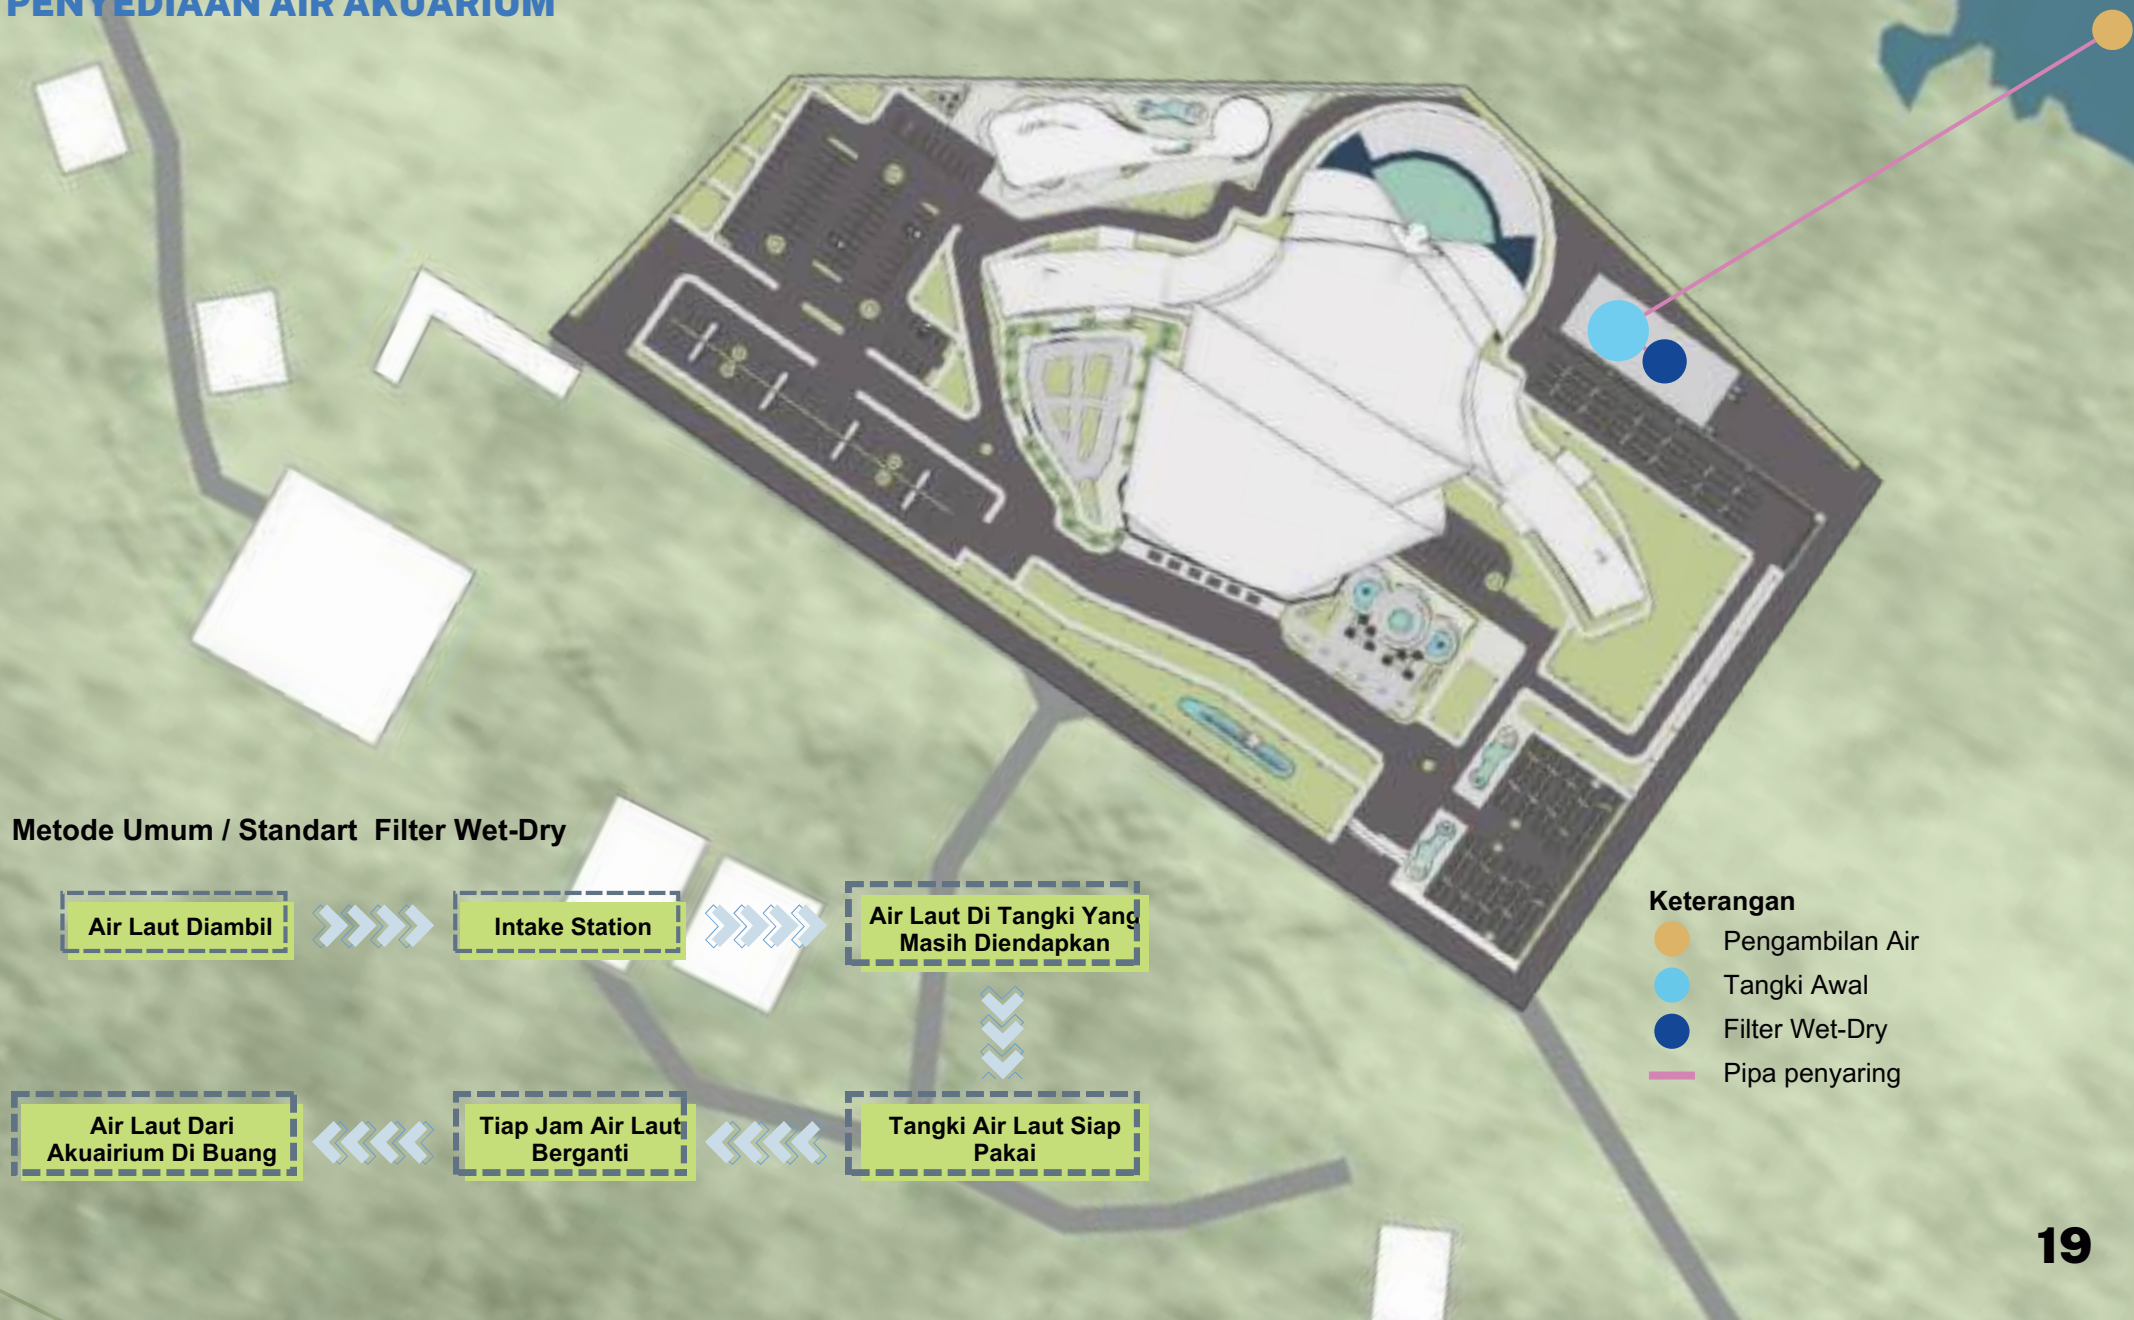 PENYEDIAAN AIR AKUARIUM
Metode Umum / Standart Filter Wet-Dry
Air Laut Diambil
Intake Station
Air Laut Di Tangki Yang
Masih Diendapkan
Tangki Air Laut Siap
Pakai
Tiap Jam Air Laut
Berganti
Air Laut Dari
Akuairium Di Buang
Keterangan
Pengambilan Air
Tangki Awal
Filter Wet-Dry
Pipa penyaring
19